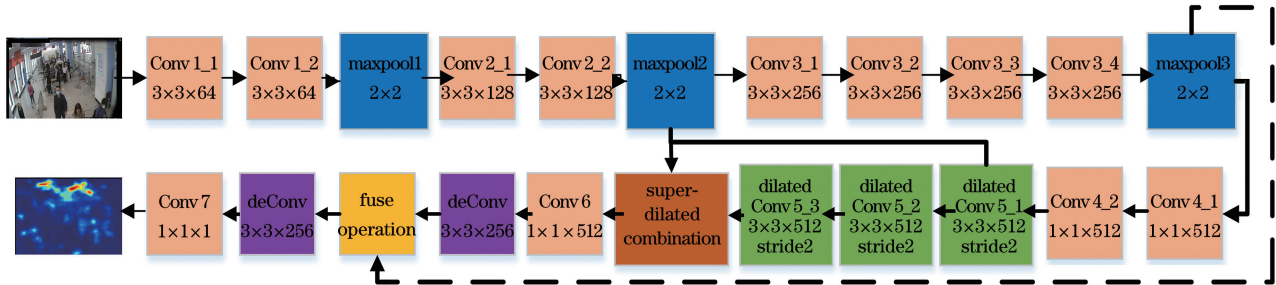 Conv 1_1
3×3×64
Conv 1_2
3×3×64
maxpool1
2×2
Conv 2_1
3×3×128
Conv 2_2
3×3×128
maxpool2
2×2
Conv 3_1
3×3×256
Conv 3_2
3×3×256
Conv 3_3
3×3×256
Conv 3_4
3×3×256
maxpool3
2×2
Conv 7
1×1×1
deConv
3×3×256
fuse
operation
deConv
3×3×256
Conv 6
1×1×512
super-
dilated
combination
dilated
Conv 5_3
3×3×512
stride2
dilated
Conv 5_2
3×3×512
stride2
dilated
Conv 5_1
3×3×512
stride2
Conv 4_2
1×1×512
Conv 4_1
1×1×512